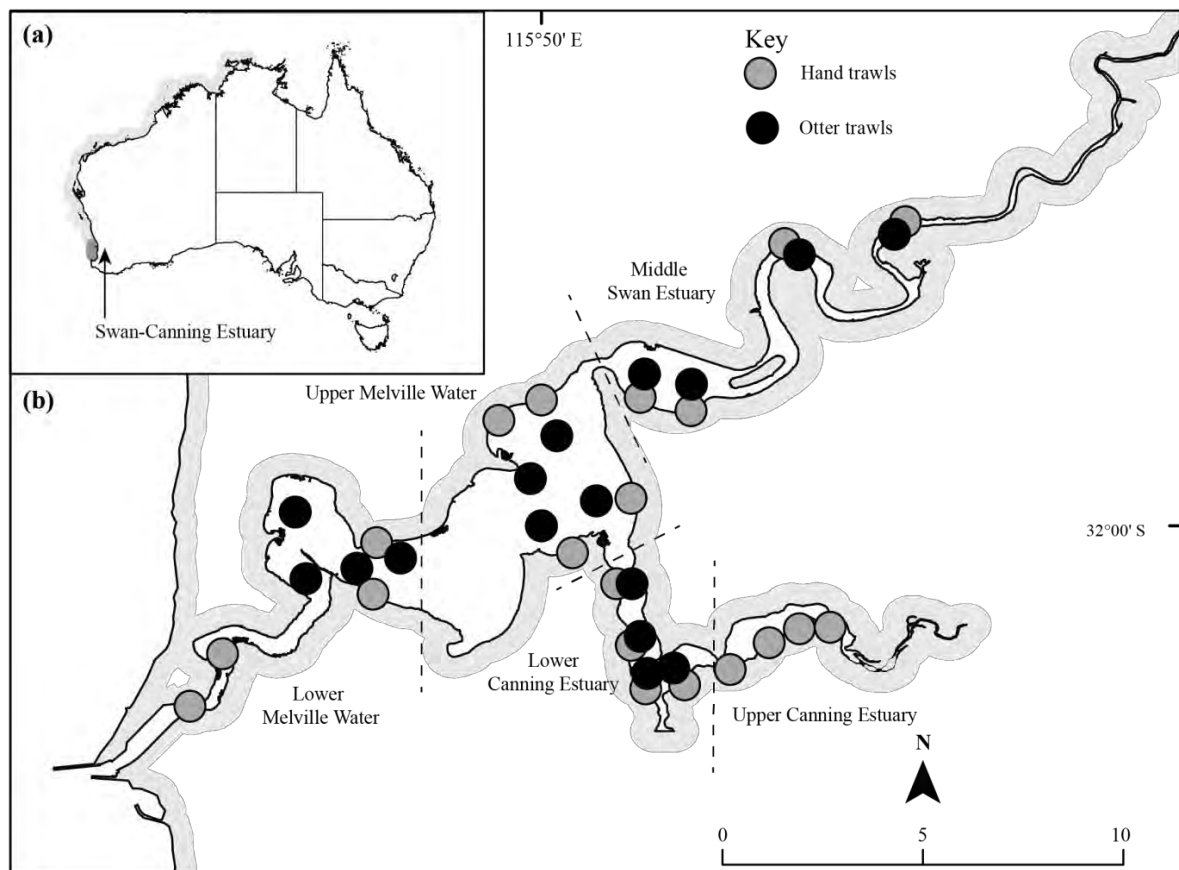 (a)
115°50' E
Key
Hand trawls
Otter trawls
Swan-Canning Estuary
Middle
Swan Estuary
(b)
Upper Melville Water
32°00' S
Lower
Melville Water
Lower
Canning Estuary
Upper Canning Estuary
N
0
5
10